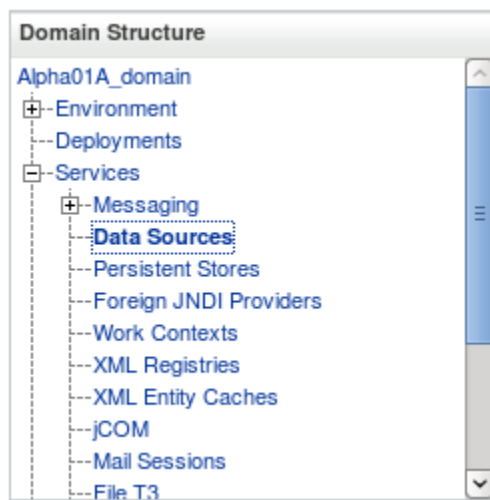 Domain Structure
Alpha01A_domain
Environment
Deployments
Services
Messaging
Data Sources
Persistent Stores
Foreign JNDI Providers
Work Contexts
XML Registries
XML Entity Caches
jCOM
Mail Sessions
File T3